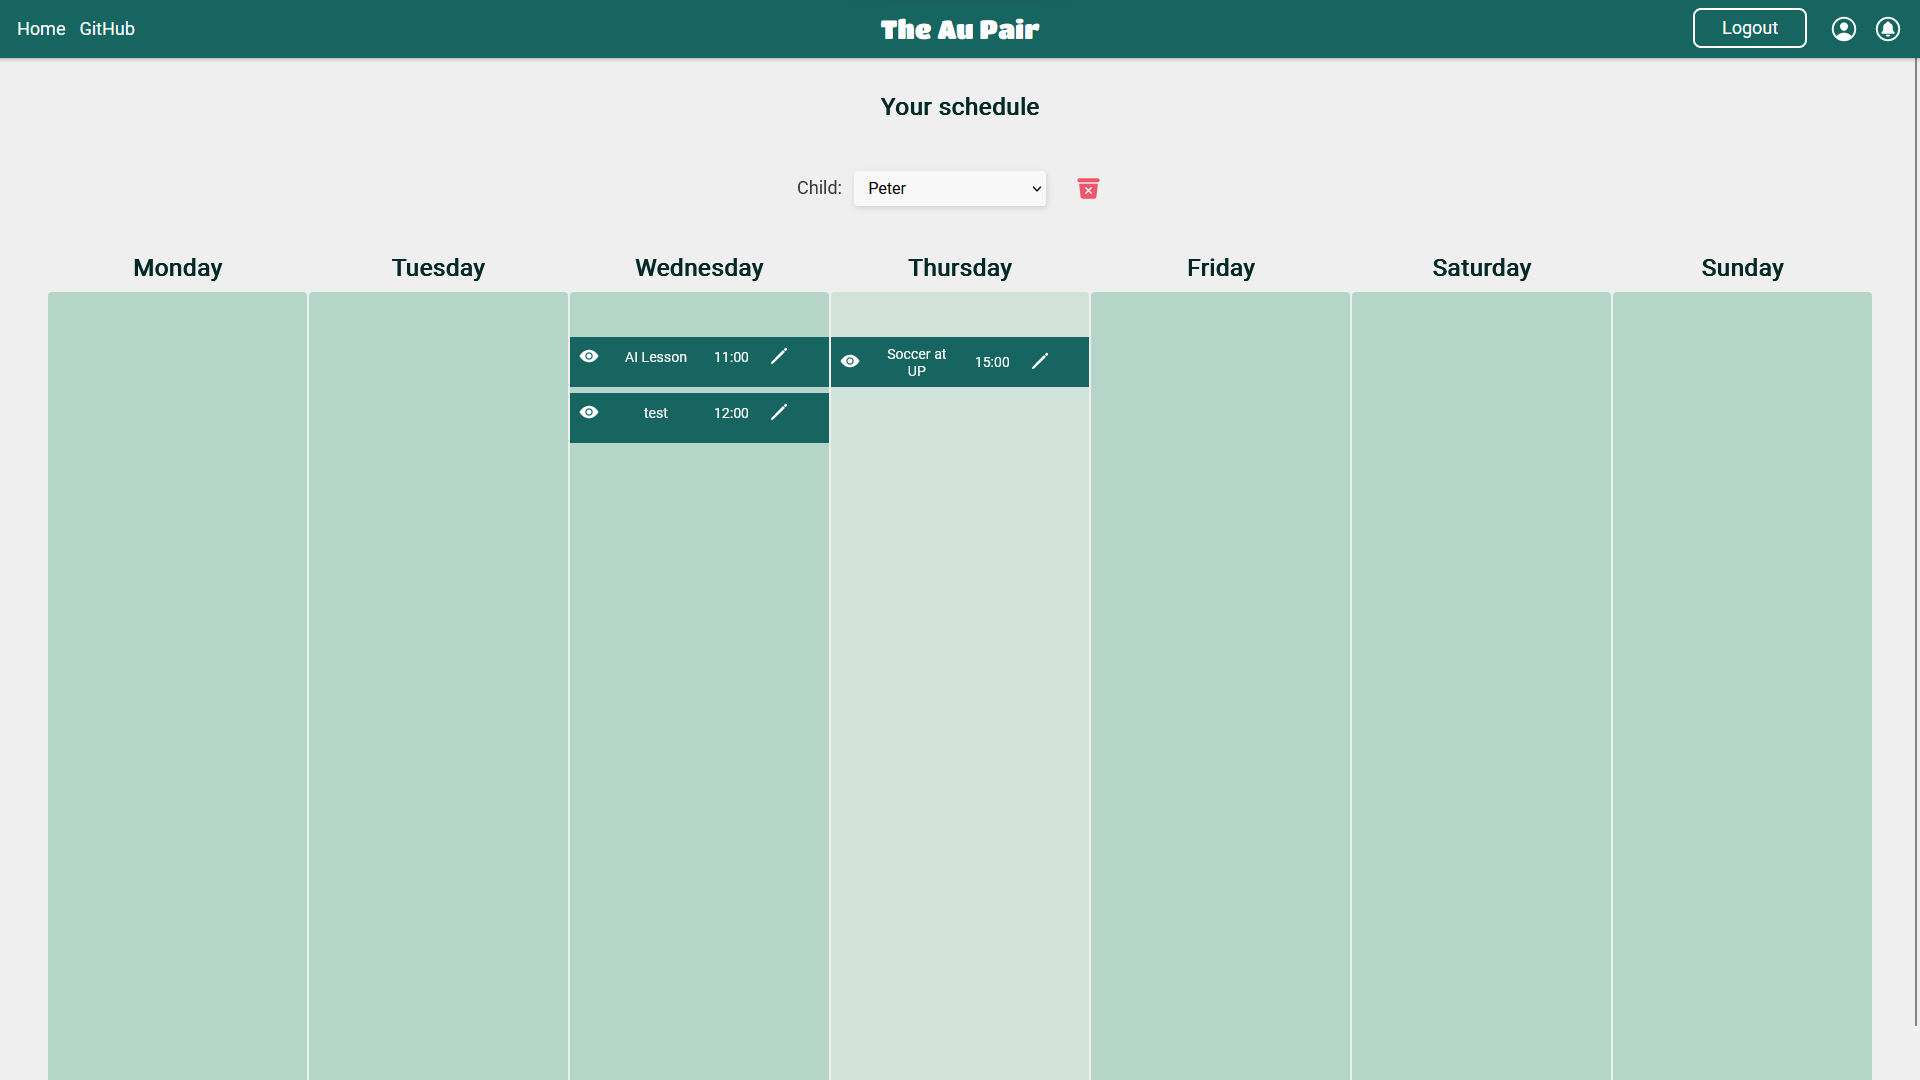 Home GitHub The Au Pair Logout
Your schedule
Child: Peter
Monday Tuesday Wednesday Thursday Friday Saturday Sunday
AI Lesson 11:00
test 12:00
Soccer at
UP
15:00